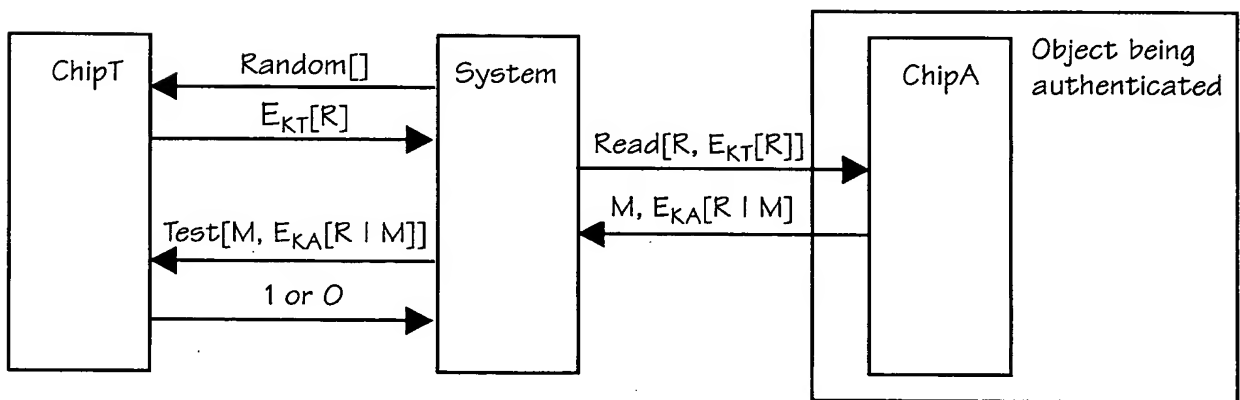 ChipT
Random[]
E_KT[R]
Test[M, E_KA[R | M]]
1 or 0
System
Read[R, E_KT[R]]
M, E_KA[R | M]
ChipA
Object being
authenticated